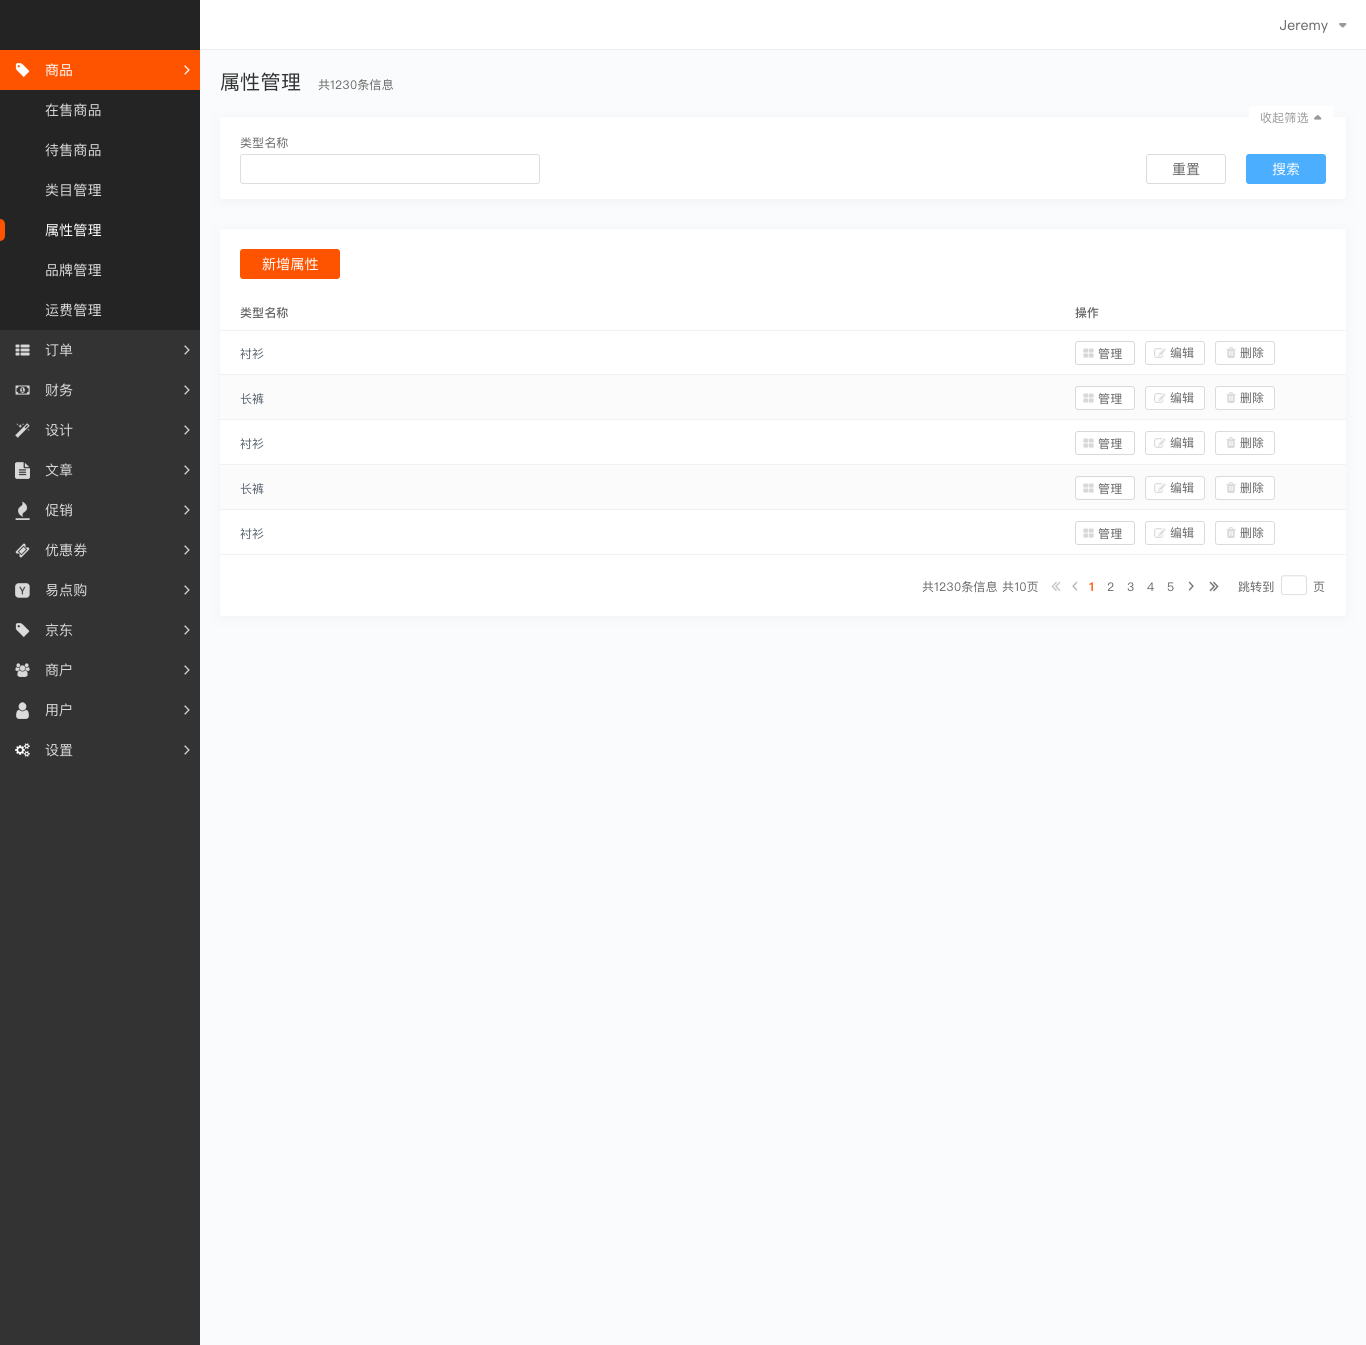 Jeremy
商品
在售商品
待售商品
类目管理
属性管理
品牌管理
运费管理
订单
财务
设计
文章
促销
优惠券
易点购
京东
商户
用户
设置
属性管理 共1230条信息
收起筛选
类型名称
重置 搜索
新增属性
类型名称 操作
衬衫 管理 编辑 删除
长裤 管理 编辑 删除
衬衫 管理 编辑 删除
长裤 管理 编辑 删除
衬衫 管理 编辑 删除
共1230条信息 共10页 1 2 3 4 5 跳转到 页